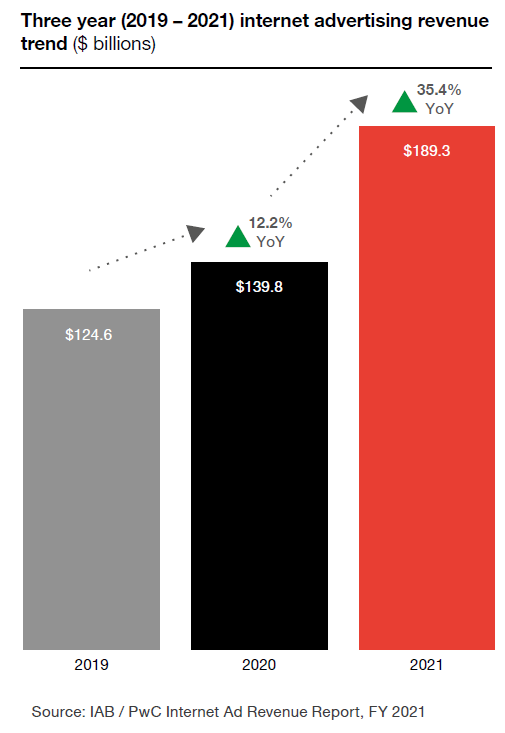 Three year (2019 – 2021) internet advertising revenue
trend ($ billions)
35.4%
YoY
$189.3
12.2%
YoY
$139.8
$124.6
2019
2020
2021
Source: IAB / PwC Internet Ad Revenue Report, FY 2021